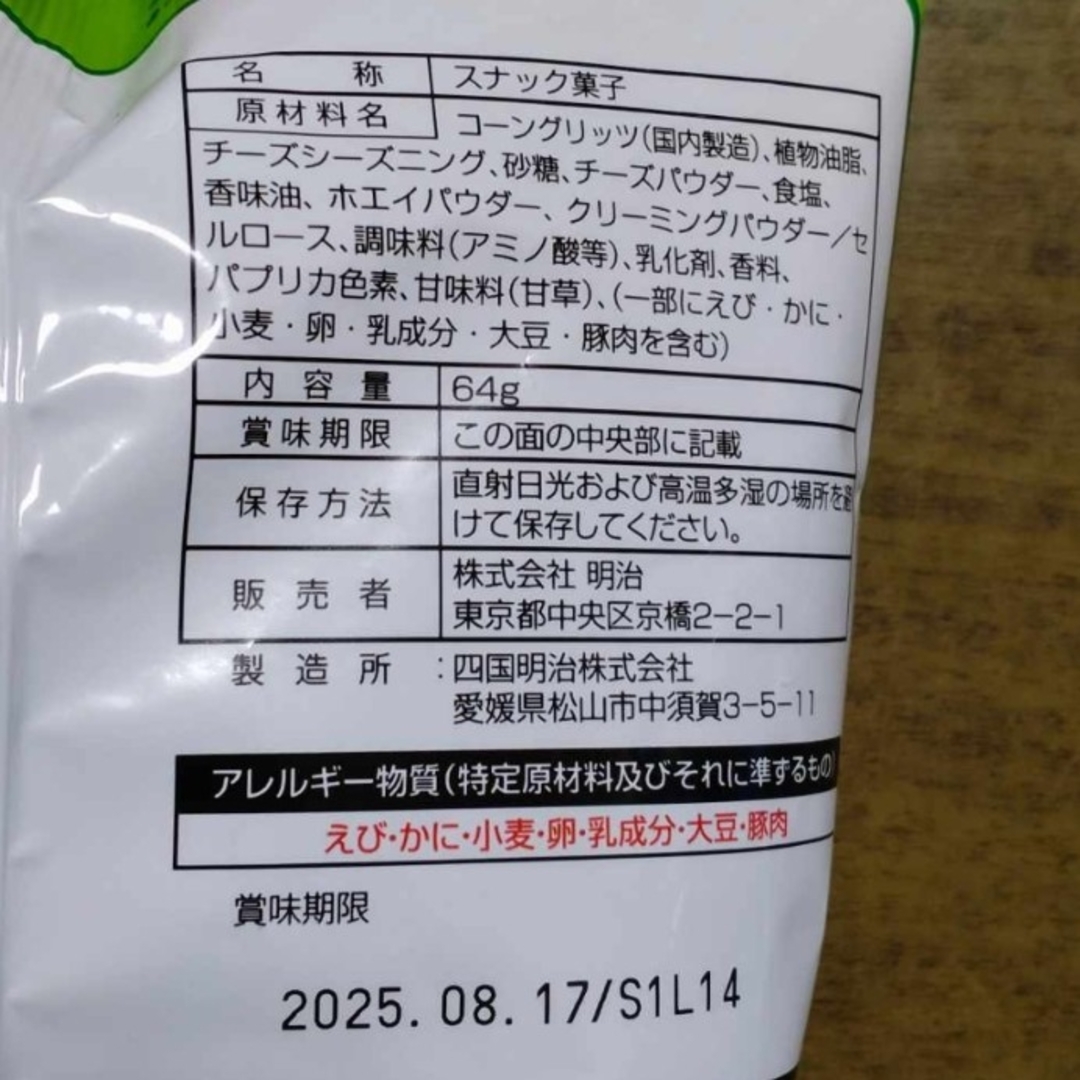 名称 スナック菓子
原材料名 コーングリッツ(国内製造)、植物油脂、
チーズシーズニング、砂糖、チーズパウダー、食塩、
香味油、ホエイパウダー、クリーミングパウダー/セ
ルロース、調味料(アミノ酸等)、乳化剤、香料、
パプリカ色素、甘味料(甘草)、(一部にえび・かに・
小麦・卵・乳成分・大豆・豚肉を含む)
内容量 64g
賞味期限 この面の中央部に記載
保存方法 直射日光および高温多湿の場所を避
けて保存してください。
販売者 株式会社 明治
東京都中央区京橋2-2-1
製造所:四国明治株式会社
愛媛県松山市中須賀3-5-11
アレルギー物質(特定原材料及びそれに準ずるもの)
えび・かに・小麦・卵・乳成分・大豆・豚肉
賞味期限
2025.08.17/S1L14